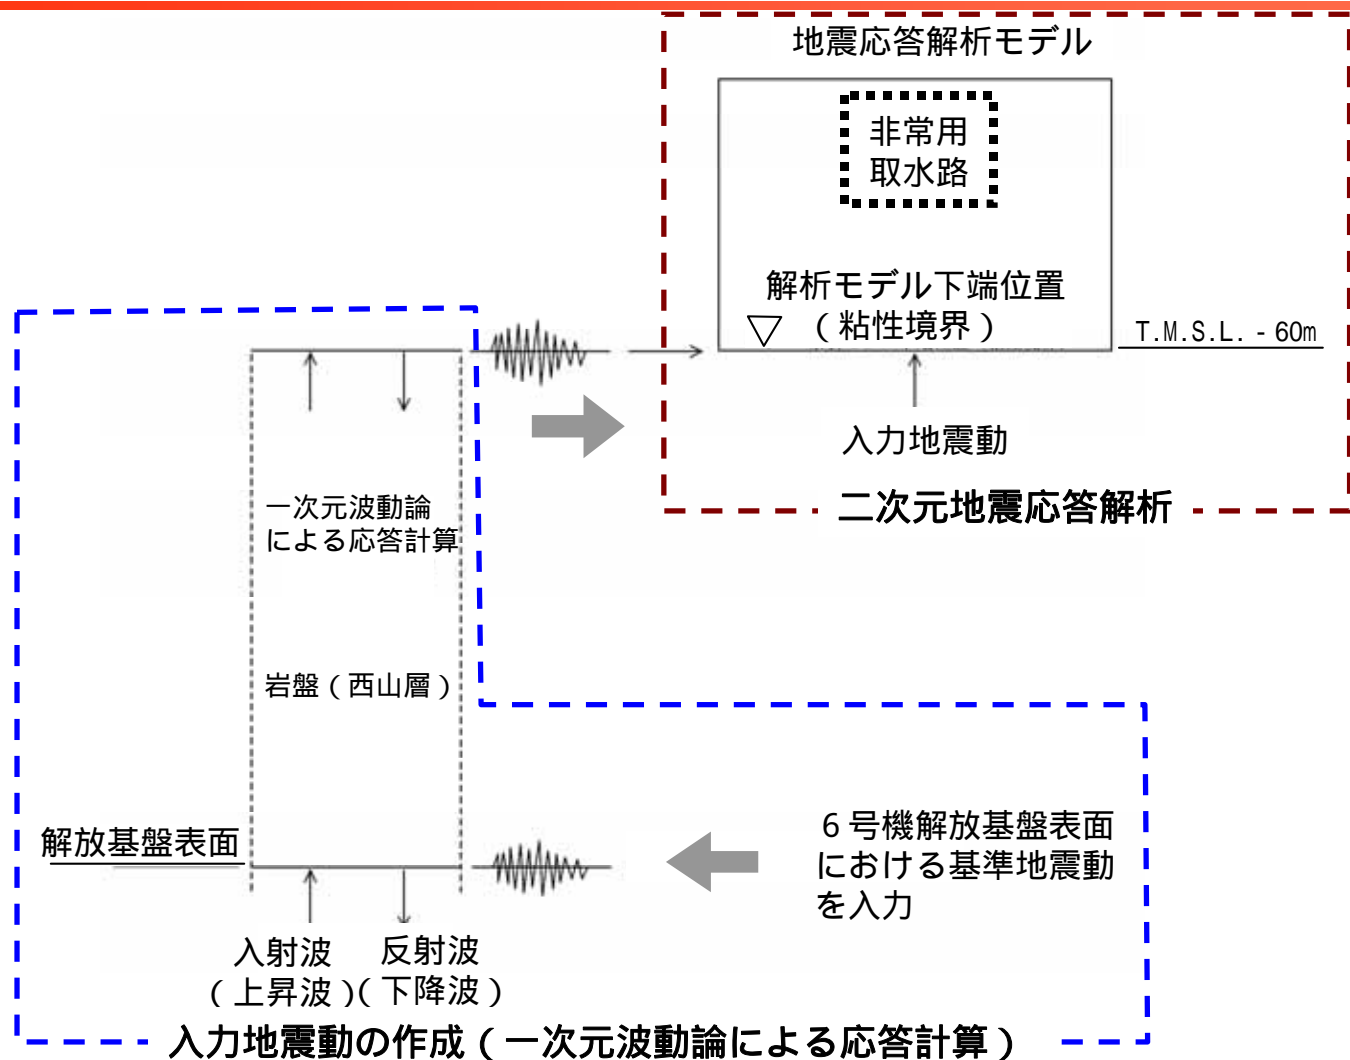 地震応答解析モデル
非常用
取水路
解析モデル下端位置
(粘性境界)
T.M.S.L. - 60m
入力地震動
二次元地震応答解析
一次元波動論
による応答計算
岩盤(西山層)
解放基盤表面
6号機解放基盤表面
における基準地震動
を入力
入射波
(上昇波)
反射波
(下降波)
入力地震動の作成(一次元波動論による応答計算)